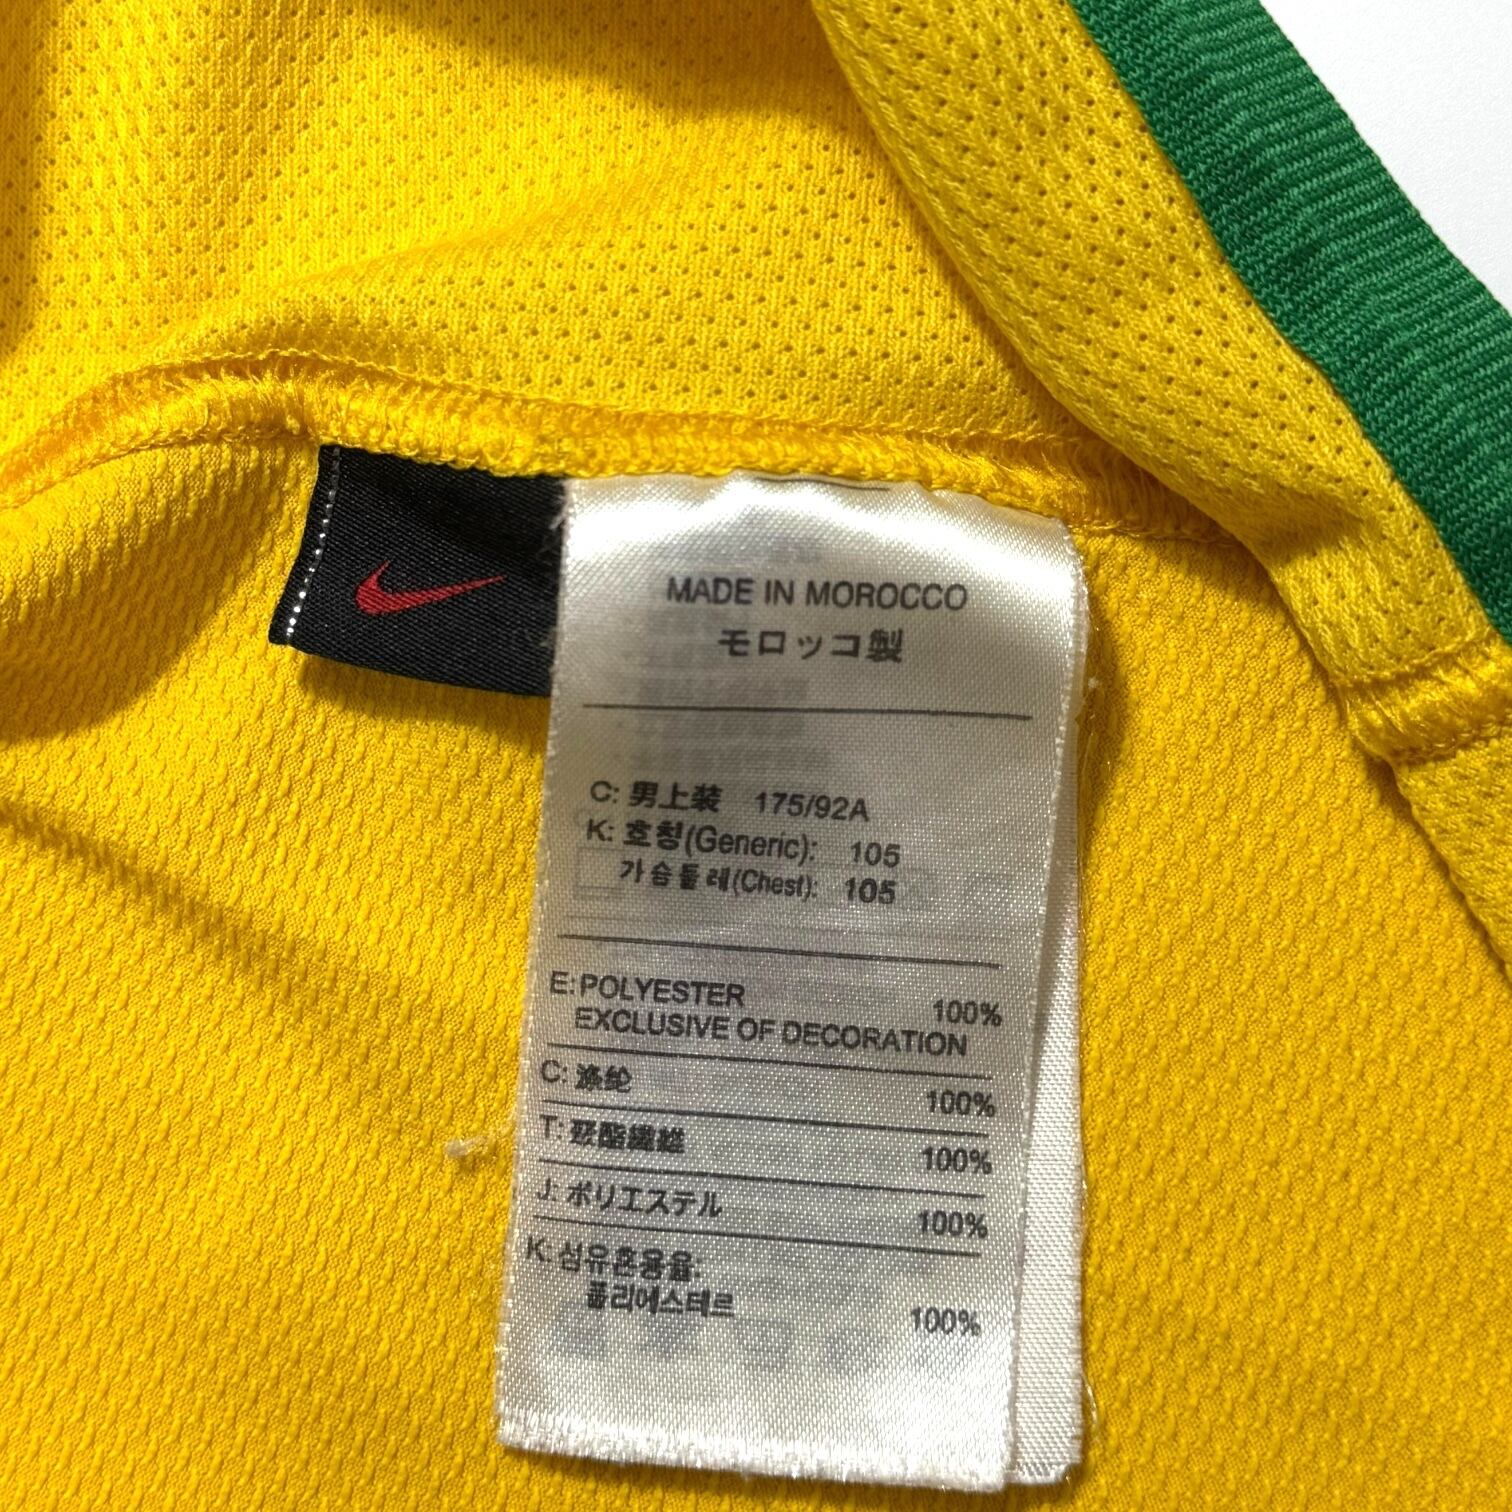 MADE IN MOROCCO
モロッコ製
C: 男上装 175/92A
K: 호칭(Generic): 105
가슴둘레(Chest): 105
E: POLYESTER 100%
EXCLUSIVE OF DECORATION
C: 涤纶 100%
T: 聚酯纖維 100%
J: ポリエステル 100%
K: 섬유혼용율:
폴리에스테르 100%